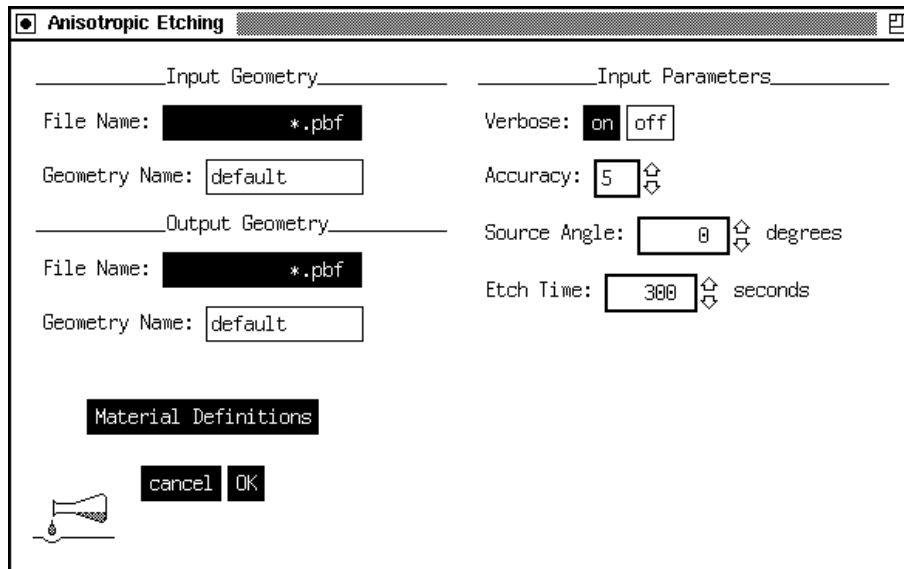 Anisotropic Etching
Input Geometry
File Name: *.pbf
Geometry Name: default
Output Geometry
File Name: *.pbf
Geometry Name: default
Material Definitions
cancel OK
Input Parameters
Verbose: on off
Accuracy: 5
Source Angle: 0 degrees
Etch Time: 300 seconds